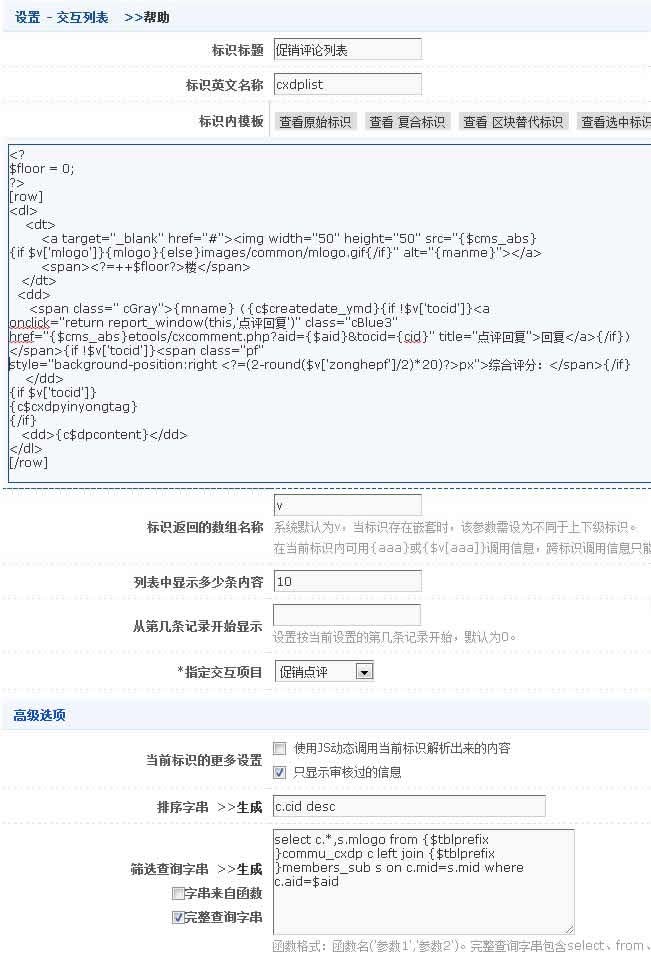 设置 - 交互列表 >>帮助
标识标题 促销评论列表
标识英文名称 cxdplist
标识内模板 查看原始标识 查看 复合标识 查看 区块替代标识 查看选中标识
<?
$floor = 0;
?>
[row]
<dl>
<dt>
<a target="_blank" href="#"><img width="50" height="50" src="{$cms_abs}
{if $v['mlogo']}{mlogo}{else}images/common/mlogo.gif{/if}" alt="{manme}"></a>
<span><?=++$floor?>楼</span>
</dt>
<dd>
<span class=" cGray">{mname} ({c$createdate_ymd}{if !$v['tocid']}<a
onclick="return report_window(this,'点评回复')" class="cBlue3"
href="{$cms_abs}etools/cxcomment.php?aid={$aid}&tocid={cid}" title="点评回复">回复</a>{/if})
</span>{if !$v['tocid']}<span class="pf"
style="background-position:right <?=(2-round($v['zonghepf']/2)*20)?>px">综合评分：</span>{/if}
</dd>
{if $v['tocid']}
{c$cxdpyinyongtag}
{/if}
<dd>{c$dpcontent}</dd>
</dl>
[/row]
标识返回的数组名称 v
系统默认为v，当标识存在嵌套时，该参数需设为不同于上下级标识。
在当前标识内可用{aaa}或{$v[aaa]}调用信息，跨标识调用信息只能
列表中显示多少条内容 10
从第几条记录开始显示
设置按当前设置的第几条记录开始，默认为0。
*指定交互项目 促销点评
高级选项
当前标识的更多设置 使用JS动态调用当前标识解析出来的内容
只显示审核过的信息
排序字串 >>生成 c.cid desc
筛选查询字串 >>生成
字串来自函数
完整查询字串
select c.*,s.mlogo from {$tblprefix
}commu_cxdp c left join {$tblprefix
}members_sub s on c.mid=s.mid where
c.aid=$aid
函数格式：函数名('参数1','参数2')。完整查询字串包含select、from、